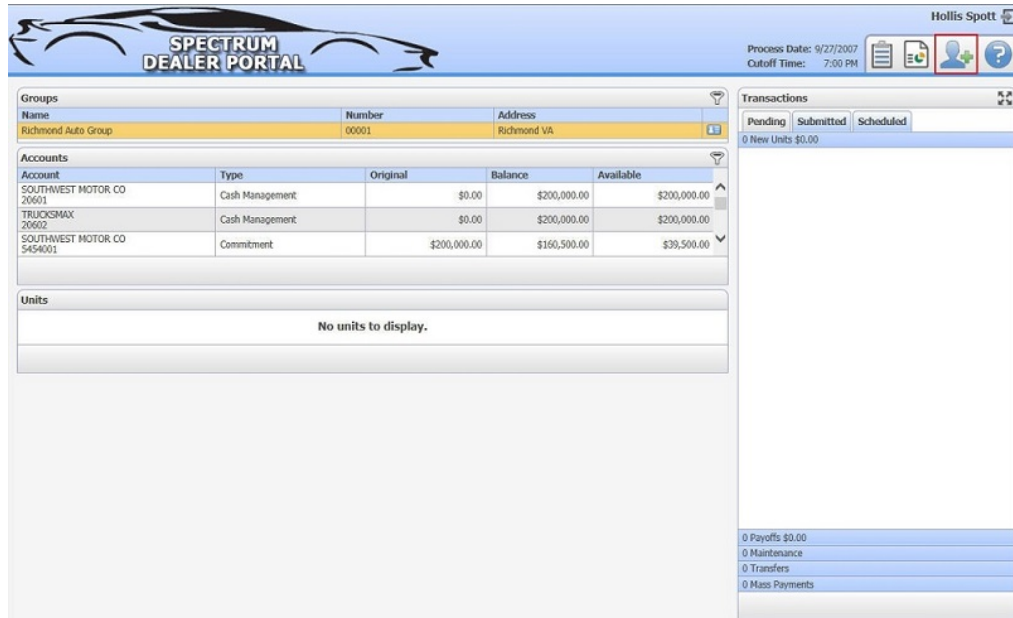 Hollis Spott
SPECTRUM
DEALER PORTAL
Process Date: 9/27/2007
Cutoff Time: 7:00 PM
Groups
Name Number Address
Richmond Auto Group 00001 Richmond VA
Accounts
Account Type Original Balance Available
SOUTHWEST MOTOR CO
20601 Cash Management $0.00 $200,000.00 $200,000.00
TRUCKSMAX
20602 Cash Management $0.00 $200,000.00 $200,000.00
SOUTHWEST MOTOR CO
5454001 Commitment $200,000.00 $160,500.00 $39,500.00
Units
No units to display.
Transactions
Pending Submitted Scheduled
0 New Units $0.00
0 Payoffs $0.00
0 Maintenance
0 Transfers
0 Mass Payments